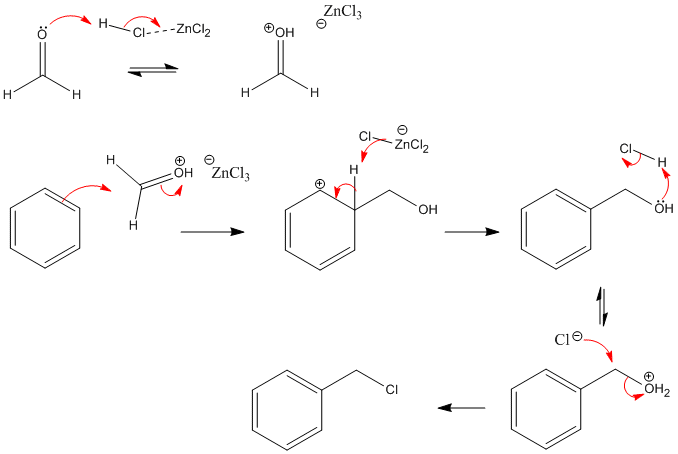 O H Cl ZnCl2
H H
⊕OH ⊖ ZnCl3
H H
H ⊕ OH ⊖ZnCl3
H
Cl ⊖ ZnCl2
H
⊕
OH
Cl H
OH
Cl⊖
⊕ OH2
Cl